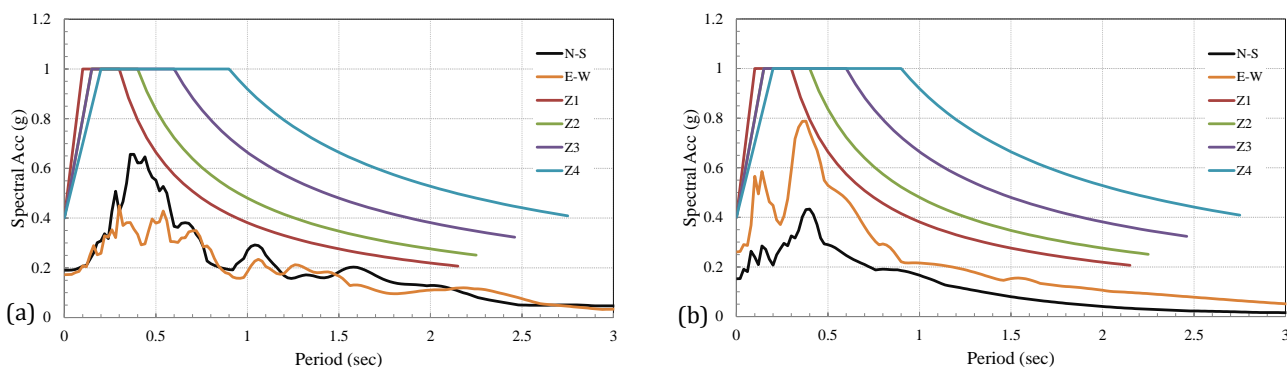 1.2
1
0.8
0.6
0.4
0.2
0
Spectral Acc (g)
N-S
E-W
Z1
Z2
Z3
Z4
(a)
0 0.5 1 1.5 2 2.5 3
Period (sec)
1.2
1
0.8
0.6
0.4
0.2
0
Spectral Acc (g)
N-S
E-W
Z1
Z2
Z3
Z4
(b)
0 0.5 1 1.5 2 2.5 3
Period (sec)